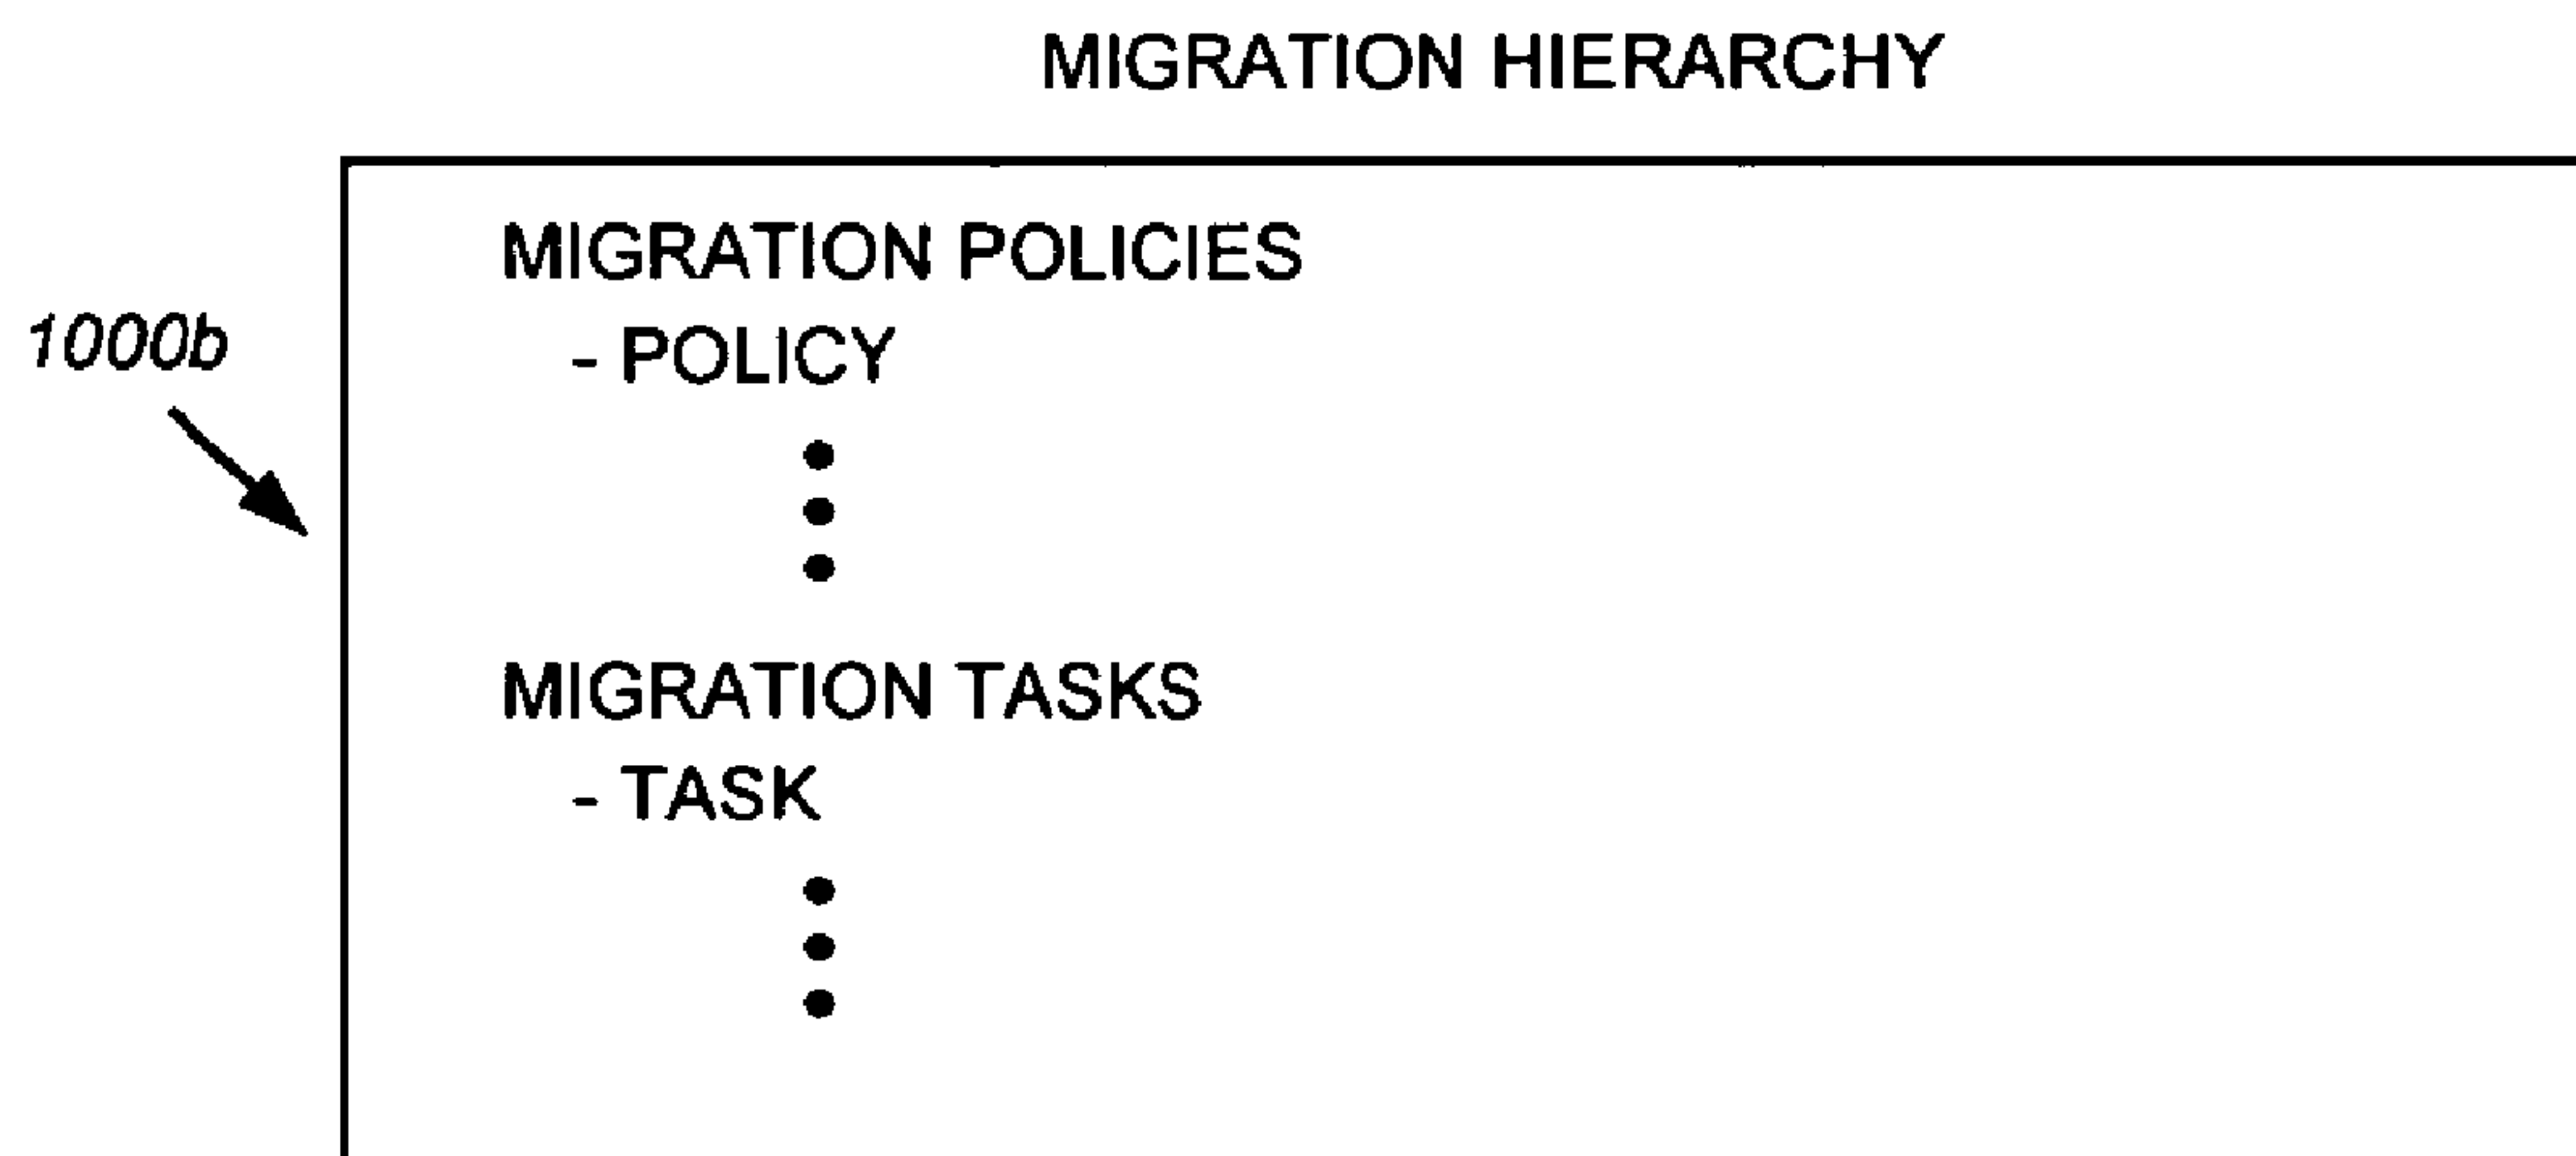 MIGRATION HIERARCHY
MIGRATION POLICIES
- POLICY
1000b
MIGRATION TASKS
- TASK